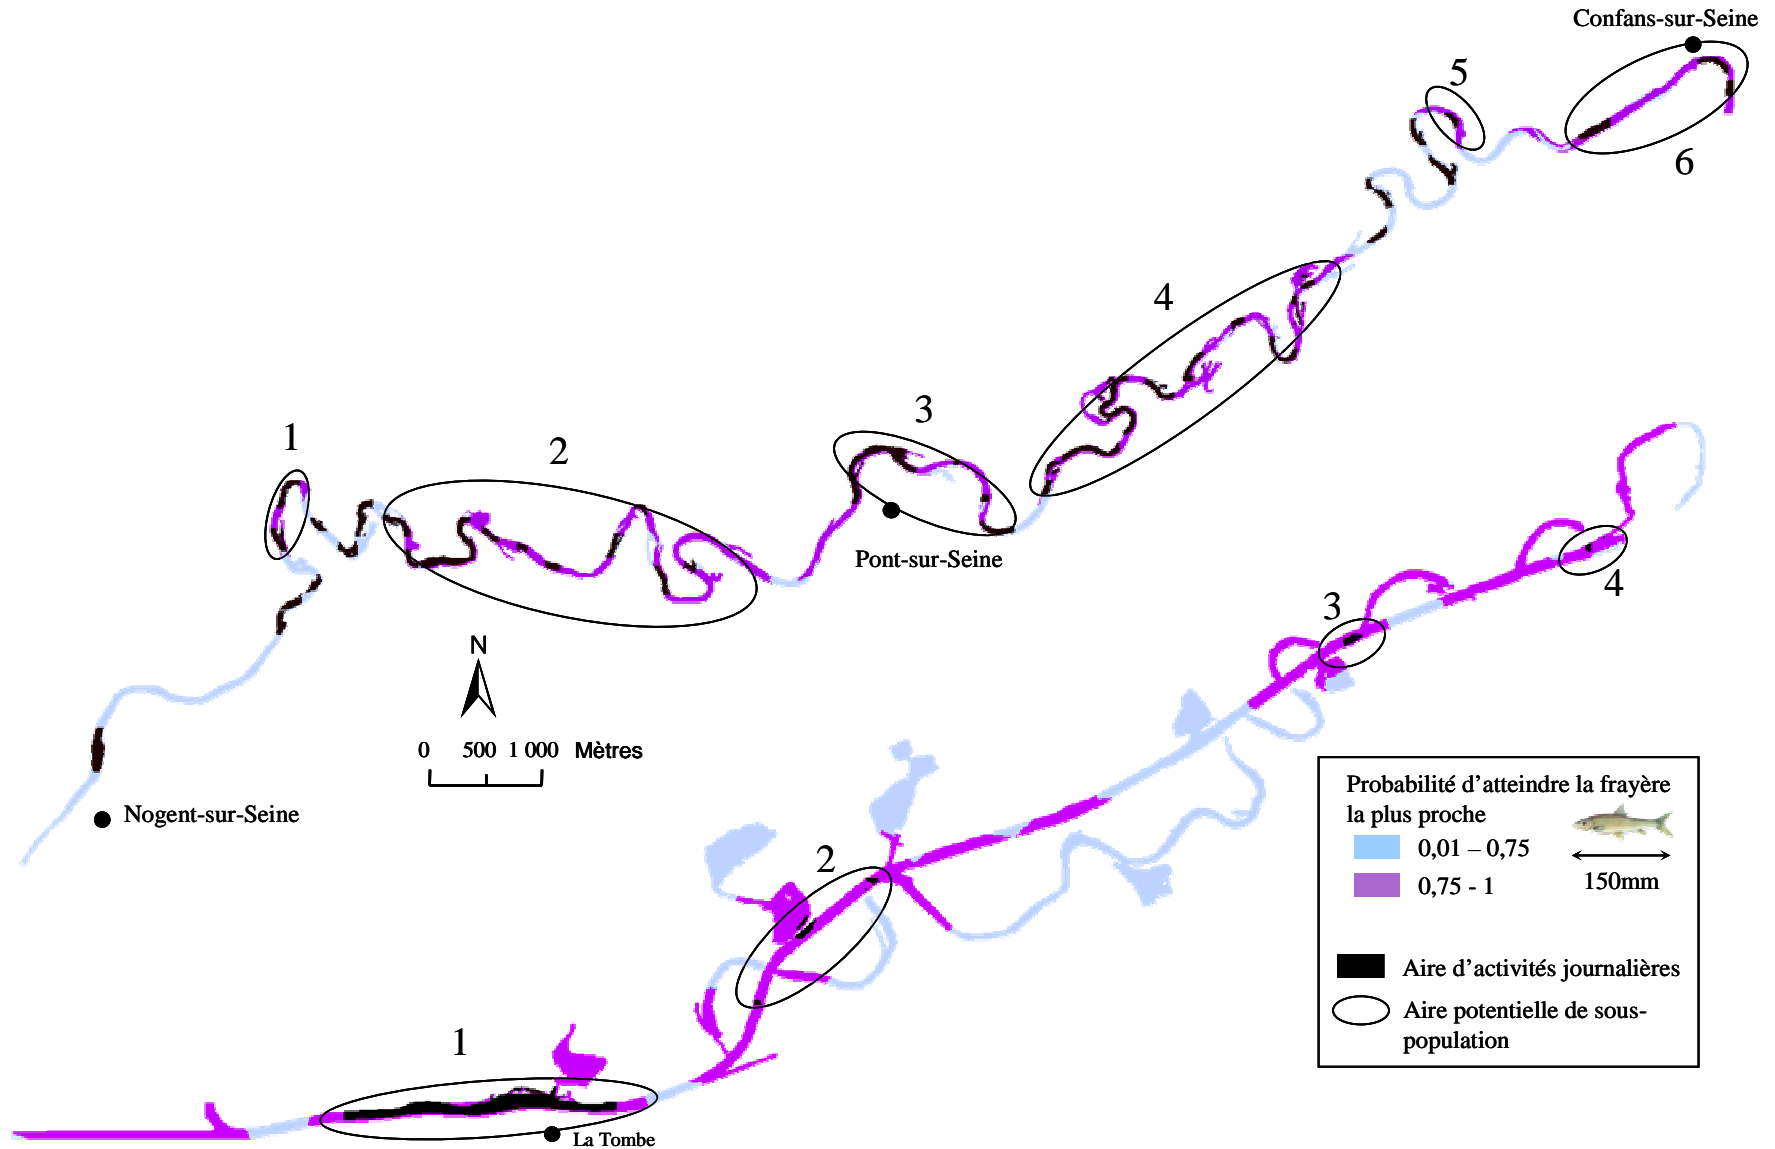 Confans-sur-Seine
5
6
4
3
1
2
Pont-sur-Seine
3
4
N
0 500 1 000 Mètres
Nogent-sur-Seine
2
1
La Tombe
Probabilité d’atteindre la frayère
la plus proche
0,01 – 0,75
0,75 - 1
150mm
Aire d’activités journalières
Aire potentielle de sous-
population